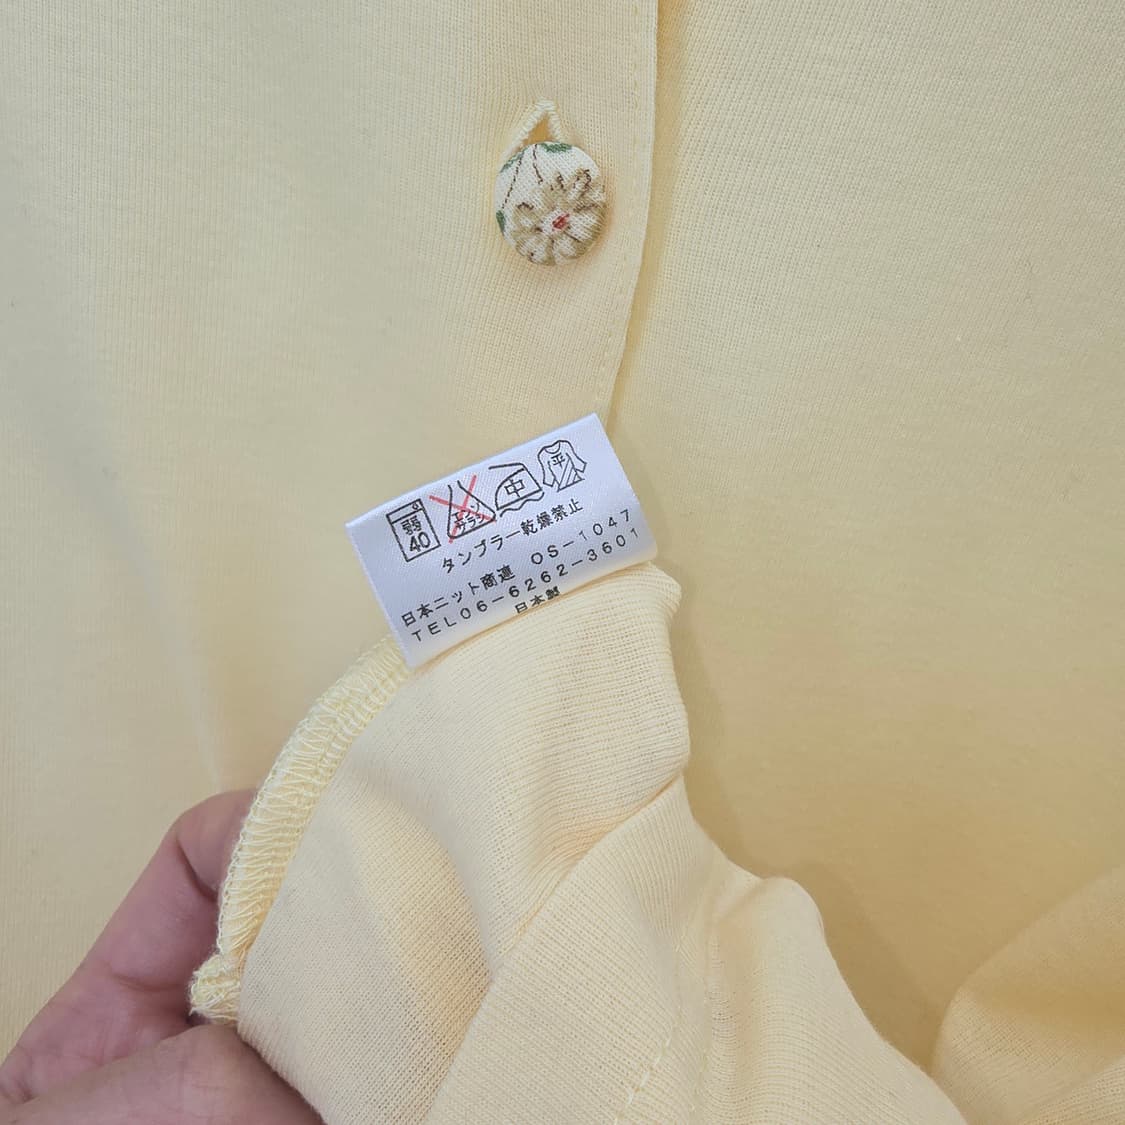 弱
40
エンソ
サラシ
中
平
タンブラー乾燥禁止
日本ニット商連 OS-1047
TEL06-6262-3601
日本製